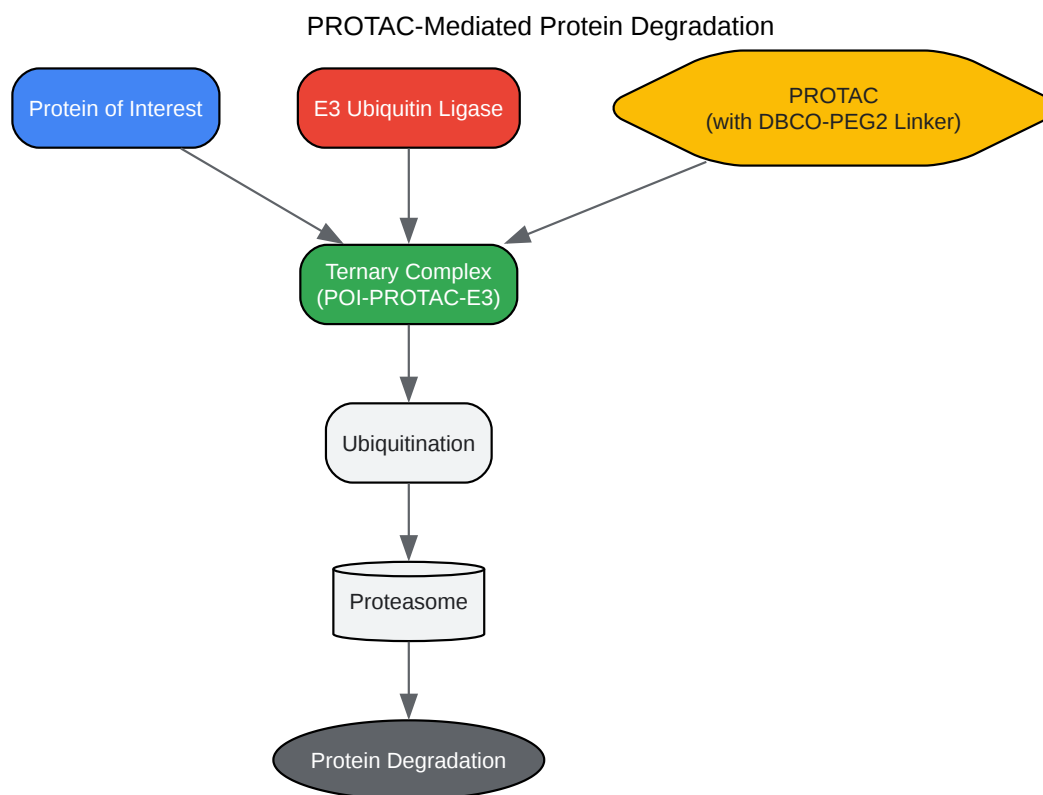 PROTAC-Mediated Protein Degradation
Protein of Interest
E3 Ubiquitin Ligase
PROTAC
(with DBCO-PEG2 Linker)
Ternary Complex
(POI-PROTAC-E3)
Ubiquitination
Proteasome
Protein Degradation